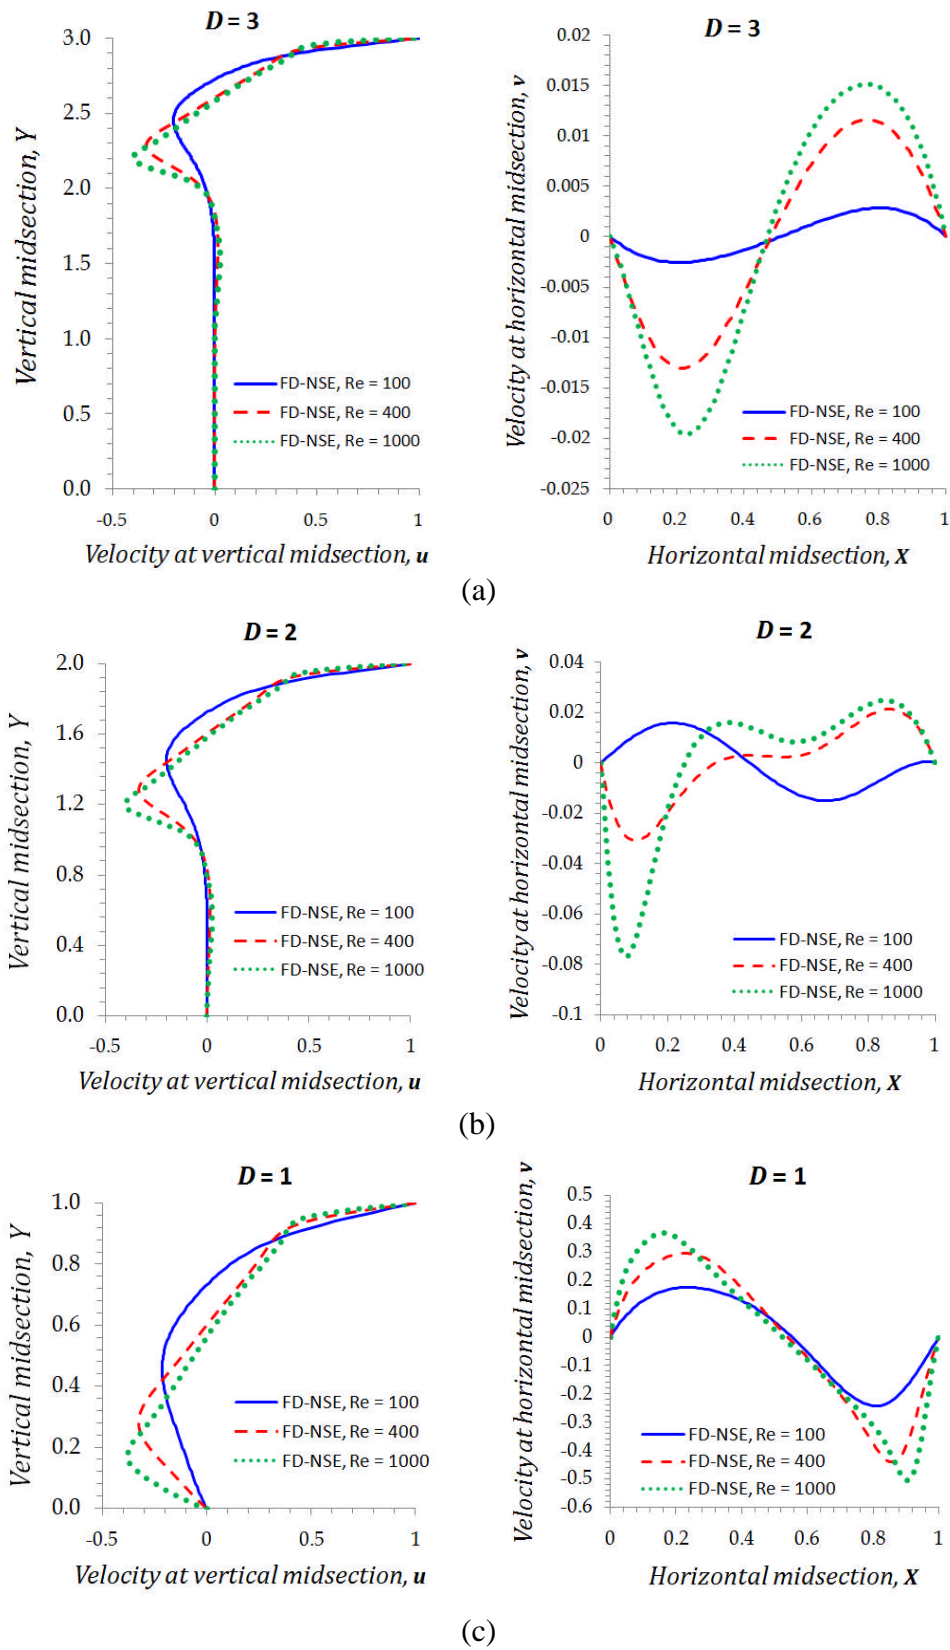 D = 3
3.0
2.5
2.0
1.5
1.0
0.5
0.0
-0.5
0
0.5
1
Vertical midsection, Y
Velocity at vertical midsection, u
FD-NSE, Re = 100
FD-NSE, Re = 400
FD-NSE, Re = 1000
D = 3
0.02
0.015
0.01
0.005
0
-0.005
-0.01
-0.015
-0.02
-0.025
0
0.2
0.4
0.6
0.8
1
Velocity at horizontal midsection, v
Horizontal midsection, X
FD-NSE, Re = 100
FD-NSE, Re = 400
FD-NSE, Re = 1000
(a)
D = 2
2.0
1.6
1.2
0.8
0.4
0.0
-0.5
0
0.5
1
Vertical midsection, Y
Velocity at vertical midsection, u
FD-NSE, Re = 100
FD-NSE, Re = 400
FD-NSE, Re = 1000
D = 2
0.04
0.02
0
-0.02
-0.04
-0.06
-0.08
-0.1
0
0.2
0.4
0.6
0.8
1
Velocity at horizontal midsection, v
Horizontal midsection, X
FD-NSE, Re = 100
FD-NSE, Re = 400
FD-NSE, Re = 1000
(b)
D = 1
1.0
0.8
0.6
0.4
0.2
0.0
-0.5
0
0.5
1
Vertical midsection, Y
Velocity at vertical midsection, u
FD-NSE, Re = 100
FD-NSE, Re = 400
FD-NSE, Re = 1000
D = 1
0.5
0.4
0.3
0.2
0.1
0
-0.1
-0.2
-0.3
-0.4
-0.5
-0.6
0
0.2
0.4
0.6
0.8
1
Velocity at horizontal midsection, v
Horizontal midsection, X
FD-NSE, Re = 100
FD-NSE, Re = 400
FD-NSE, Re = 1000
(c)